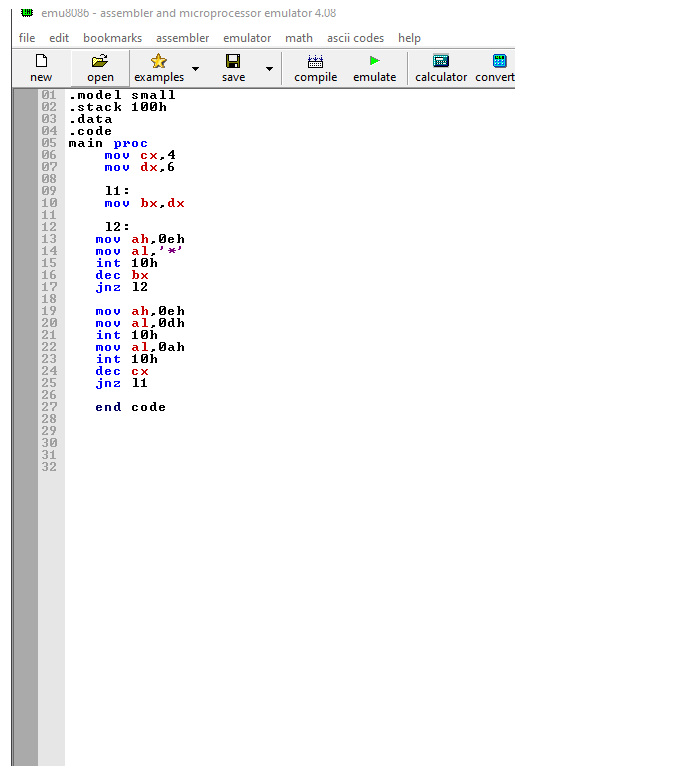 emu8086 - assembler and microprocessor emulator 4.08
file edit bookmarks assembler emulator math ascii codes help
new open examples save compile emulate calculator convert
01 .model small
02 .stack 100h
03 .data
04 .code
05 main proc
06     mov cx,4
07     mov dx,6
08
09     l1:
10     mov bx,dx
11
12     l2:
13    mov ah,0eh
14    mov al,'*'
15    int 10h
16    dec bx
17    jnz l2
18
19    mov ah,0eh
20    mov al,0dh
21    int 10h
22    mov al,0ah
23    int 10h
24    dec cx
25    jnz l1
26
27    end code
28
29
30
31
32